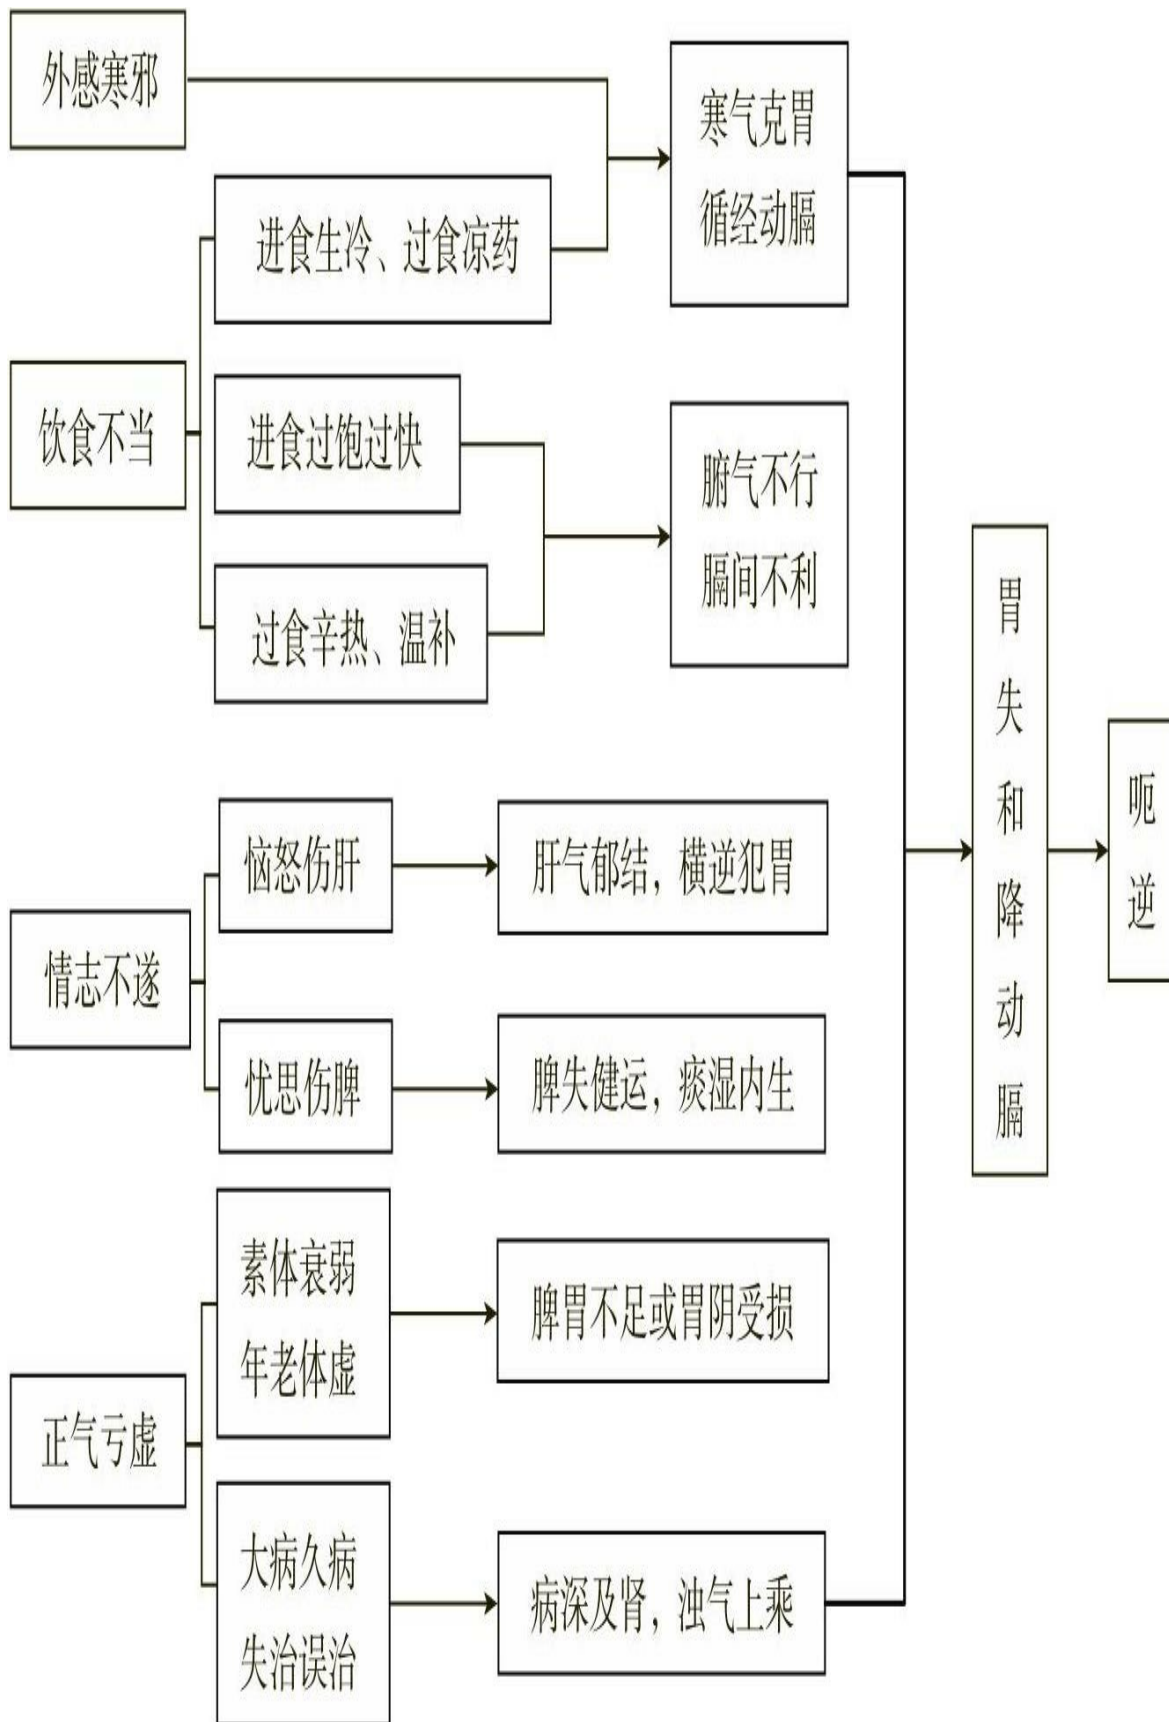 外感寒邪
进食生冷、过食凉药
寒气克胃
循经动膈
饮食不当
进食过饱过快
过食辛热、温补
腑气不行
膈间不利
情志不遂
恼怒伤肝
肝气郁结，横逆犯胃
忧思伤脾
脾失健运，痰湿内生
正气亏虚
素体衰弱
年老体虚
脾胃不足或胃阴受损
大病久病
失治误治
病深及肾，浊气上乘
胃失和降动膈
呃逆